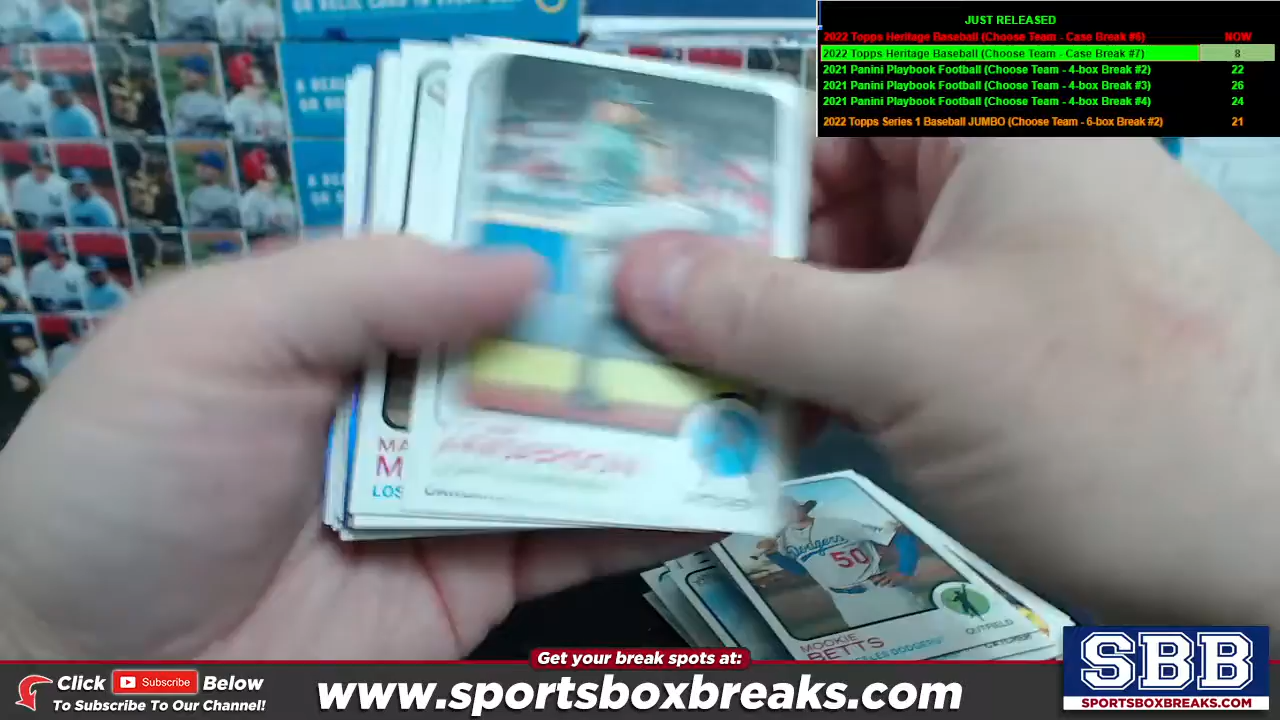 JUST RELEASED
2022 Topps Heritage Baseball (Choose Team - Case Break #6) NOW
2022 Topps Heritage Baseball (Choose Team - Case Break #7) 8
2021 Panini Playbook Football (Choose Team - 4-box Break #2) 22
2021 Panini Playbook Football (Choose Team - 4-box Break #3) 26
2021 Panini Playbook Football (Choose Team - 4-box Break #4) 24
2022 Topps Series 1 Baseball JUMBO (Choose Team - 6-box Break #2) 21
MA
M
LOS
Dodgers
50
OUTFIELD
MOOKIE
BETTS
DODGERS
CATCHER
Get your break spots at:
Click Subscribe Below
To Subscribe To Our Channel!
www.sportsboxbreaks.com
SBB
SPORTSBOXBREAKS.COM